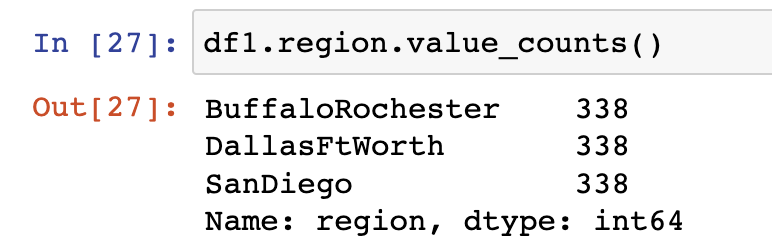 In [27]: df1.region.value_counts()
Out[27]: BuffaloRochester    338
DallasFtWorth       338
SanDiego            338
Name: region, dtype: int64